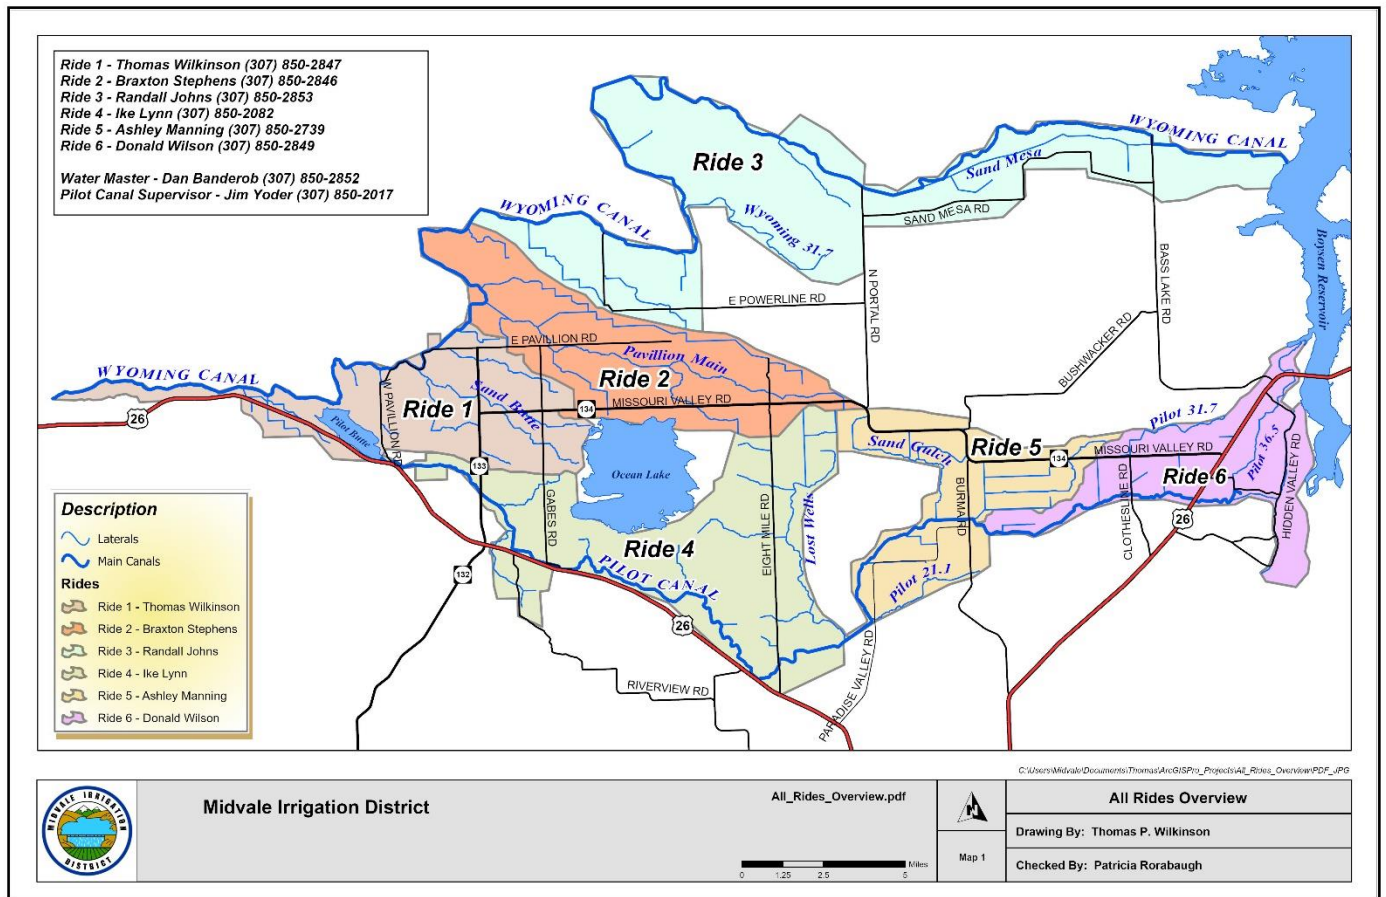 Ride 1 - Thomas Wilkinson (307) 850-2847
Ride 2 - Braxton Stephens (307) 850-2846
Ride 3 - Randall Johns (307) 850-2853
Ride 4 - Ike Lynn (307) 850-2082
Ride 5 - Ashley Manning (307) 850-2739
Ride 6 - Donald Wilson (307) 850-2849
Water Master - Dan Banderob (307) 850-2852
Pilot Canal Supervisor - Jim Yoder (307) 850-2017
WYOMING CANAL
Ride 3
Sand Mesa
WYOMING CANAL
Wyoming 31.7
SAND MESA RD
N PORTAL RD
BASS LAKE RD
Boysen Reservoir
E POWERLINE RD
BUSHWACKER RD
E PAVILLION RD
Pavillion Main
Ride 2
MISSOURI VALLEY RD
134
WYOMING CANAL
26
W PAVILLION RD
Ride 1
Sand Butte
Pilot Butte
133
GABES RD
Ocean Lake
EIGHT MILE RD
Lost Wells
Sand Gulch
Ride 5
134
Pilot 31.7
MISSOURI VALLEY RD
Ride 6
Pilot 36.5
HIDDEN VALLEY RD
CLOTHESLINE RD
26
BURMA RD
Ride 4
PILOT CANAL
26
132
Pilot 21.1
PARADISE VALLEY RD
RIVERVIEW RD
Description
Laterals
Main Canals
Rides
Ride 1 - Thomas Wilkinson
Ride 2 - Braxton Stephens
Ride 3 - Randall Johns
Ride 4 - Ike Lynn
Ride 5 - Ashley Manning
Ride 6 - Donald Wilson
C:\Users\Midvale\Documents\Thomas\ArcGISPro_Projects\All_Rides_Overview\PDF_JPG
MIDVALE IRRIGATION
DISTRICT
Midvale Irrigation District
All_Rides_Overview.pdf
Miles
0 1.25 2.5 5
N
Map 1
All Rides Overview
Drawing By: Thomas P. Wilkinson
Checked By: Patricia Rorabaugh